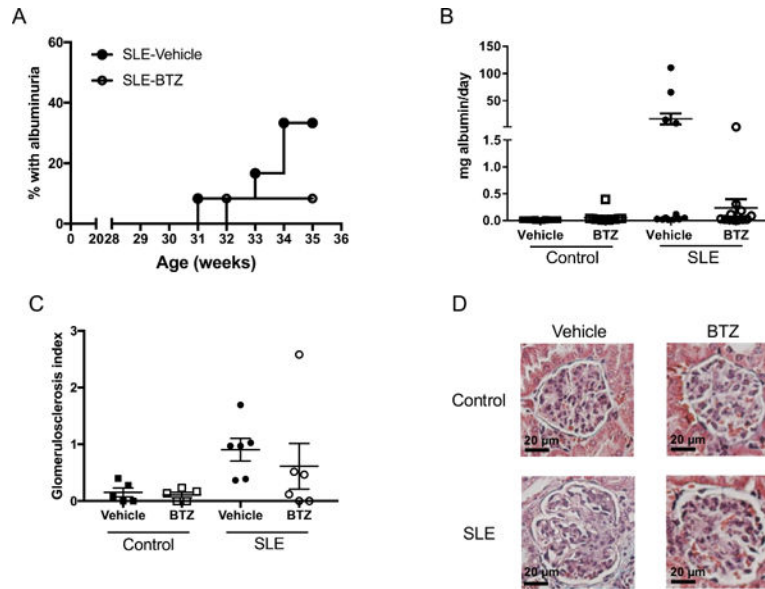 A
SLE-Vehicle
SLE-BTZ
% with albuminuria
60
40
20
0
0 2028 29 30 31 32 33 34 35 36
Age (weeks)
B
mg albumin/day
150
100
50
1.5
1.0
0.5
0.0
Vehicle BTZ Vehicle BTZ
Control SLE
C
Glomerulosclerosis index
3
2
1
0
Vehicle BTZ Vehicle BTZ
Control SLE
D
Vehicle BTZ
Control
20 µm 20 µm
SLE
20 µm 20 µm